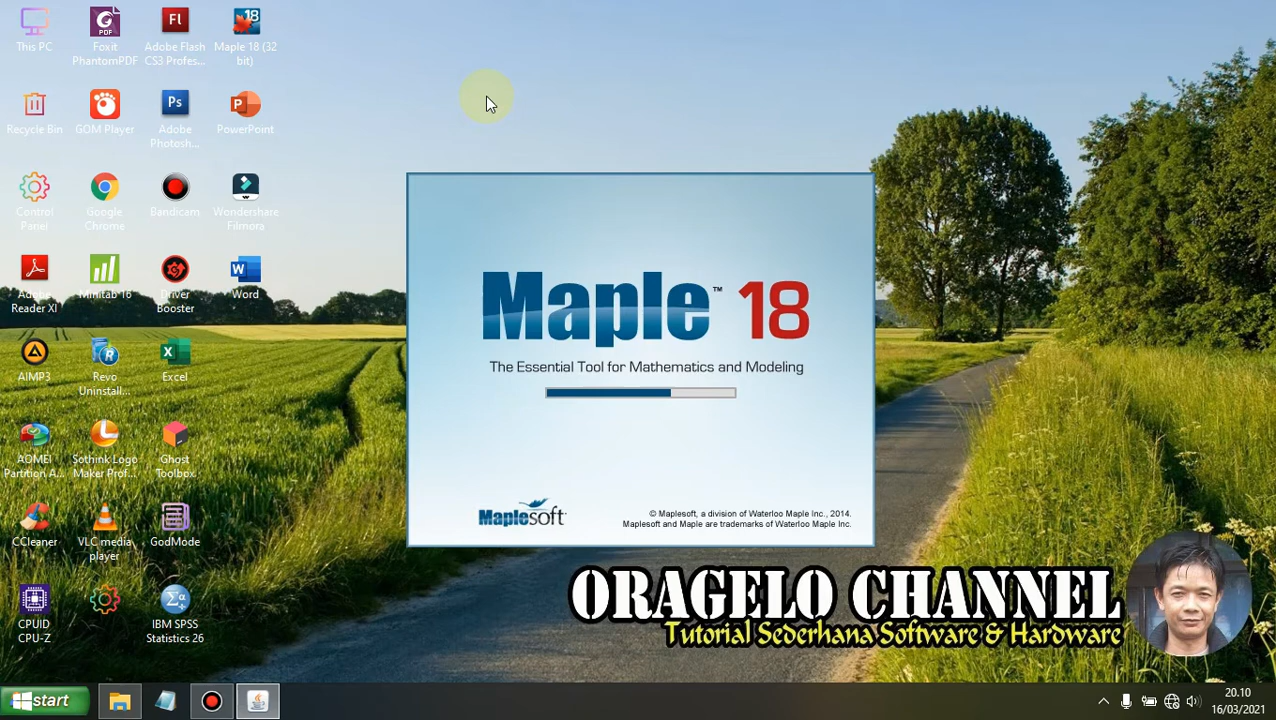 This PC
Foxit
PhantomPDF
Adobe Flash
CS3 Profes...
Maple 18 (32
bit)
Recycle Bin
GOM Player
Adobe
Photosh...
PowerPoint
Control
Panel
Google
Chrome
Bandicam
Wondershare
Filmora
Adobe
Reader XI
Minitab 16
Driver
Booster
Word
AIMP3
Revo
Uninstall...
Excel
AOMEI
Partition A...
Sothink Logo
Maker Prof...
Ghost
Toolbox
CCleaner
VLC media
player
GodMode
CPUID
CPU-Z
IBM SPSS
Statistics 26
PDF
Fl
18
Ps
P
W
X
Σα
Maple™ 18
The Essential Tool for Mathematics and Modeling
Maplesoft
© Maplesoft, a division of Waterloo Maple Inc., 2014.
Maplesoft and Maple are trademarks of Waterloo Maple Inc.
ORAGELO CHANNEL
Tutorial Sederhana Software & Hardware
start
20.10
16/03/2021